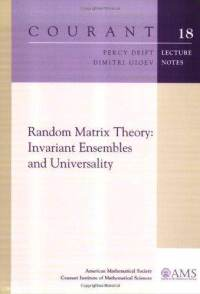 COURANT
18
PERCY DEIFT
DIMITRI GIOEV
LECTURE
NOTES
Random Matrix Theory:
Invariant Ensembles
and Universality
American Mathematical Society
Courant Institute of Mathematical Sciences
AMS